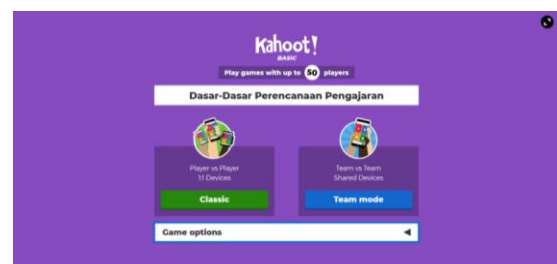 Kahoot!
BASIC
Play games with up to 50 players
Dasar-Dasar Perencanaan Pengajaran
Player vs Player
1:1 Devices
Classic
Team vs Team
Shared Devices
Team mode
Game options